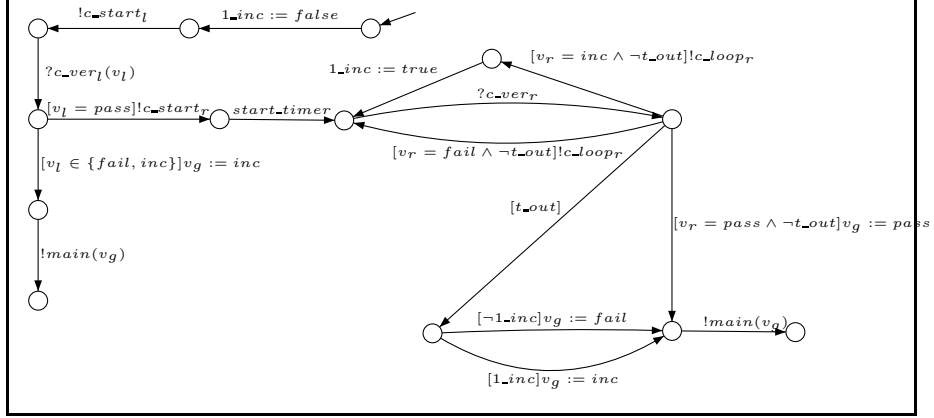 !c_start_l
1_inc := false
[v_r = inc ∧ ¬t_out]!c_loop_r
1_inc := true
?c_ver_l(v_l)
?c_ver_r
[v_l = pass]!c_start_r
start_timer
[v_r = fail ∧ ¬t_out]!c_loop_r
[v_l ∈ {fail, inc}]v_g := inc
[t_out]
[v_r = pass ∧ ¬t_out]v_g := pass
!main(v_g)
[¬1_inc]v_g := fail
!main(v_g)
[1_inc]v_g := inc